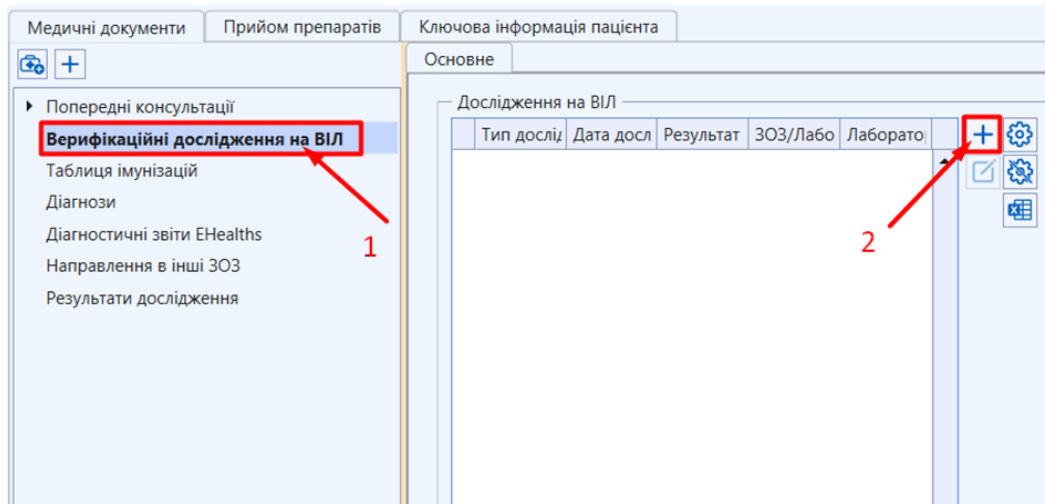 Медичні документи Прийом препаратів Ключова інформація пацієнта
Основне
Попередні консультації
Верифікаційні дослідження на ВІЛ
Таблиця імунізацій
Діагнози
Діагностичні звіти EHealths
Направлення в інші ЗОЗ
Результати дослідження
1
Дослідження на ВІЛ
Тип дослід Дата досл Результат ЗОЗ/Лабо Лаборато
2